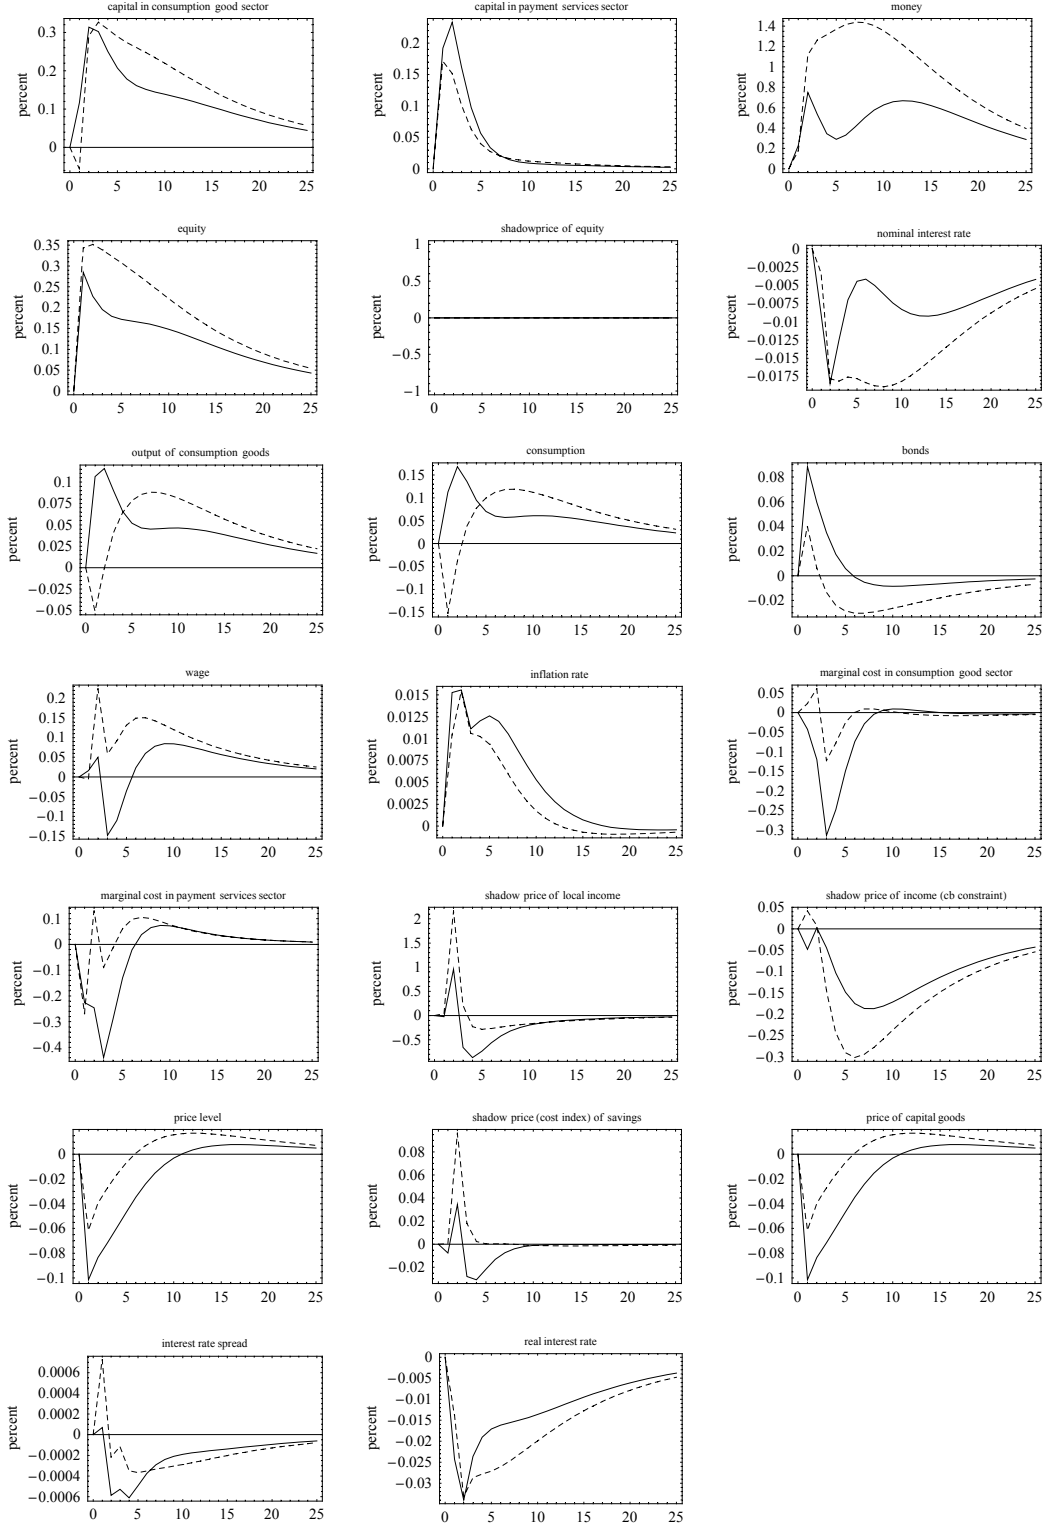 capital in consumption good sector
percent
0.3
0.2
0.1
0
0 5 10 15 20 25
capital in payment services sector
percent
0.2
0.15
0.1
0.05
0
0 5 10 15 20 25
money
percent
1.4
1.2
1
0.8
0.6
0.4
0.2
0
0 5 10 15 20 25
equity
percent
0.35
0.3
0.25
0.2
0.15
0.1
0.05
0
0 5 10 15 20 25
shadowprice of equity
percent
1
0.5
0
−0.5
−1
0 5 10 15 20 25
nominal interest rate
percent
0
−0.0025
−0.005
−0.0075
−0.01
−0.0125
−0.015
−0.0175
0 5 10 15 20 25
output of consumption goods
percent
0.1
0.075
0.05
0.025
0
−0.025
−0.05
0 5 10 15 20 25
consumption
percent
0.15
0.1
0.05
0
−0.05
−0.1
−0.15
0 5 10 15 20 25
bonds
percent
0.08
0.06
0.04
0.02
0
−0.02
0 5 10 15 20 25
wage
percent
0.2
0.15
0.1
0.05
0
−0.05
−0.1
−0.15
0 5 10 15 20 25
inflation rate
percent
0.015
0.0125
0.01
0.0075
0.005
0.0025
0
0 5 10 15 20 25
marginal cost in consumption good sector
percent
0.05
0
−0.05
−0.1
−0.15
−0.2
−0.25
−0.3
0 5 10 15 20 25
marginal cost in payment services sector
percent
0.1
0
−0.1
−0.2
−0.3
−0.4
0 5 10 15 20 25
shadow price of local income
percent
2
1.5
1
0.5
0
−0.5
0 5 10 15 20 25
shadow price of income (cb constraint)
percent
0.05
0
−0.05
−0.1
−0.15
−0.2
−0.25
−0.3
0 5 10 15 20 25
price level
percent
0
−0.02
−0.04
−0.06
−0.08
−0.1
0 5 10 15 20 25
shadow price (cost index) of savings
percent
0.08
0.06
0.04
0.02
0
−0.02
0 5 10 15 20 25
price of capital goods
percent
0
−0.02
−0.04
−0.06
−0.08
−0.1
0 5 10 15 20 25
interest rate spread
percent
0.0006
0.0004
0.0002
0
−0.0002
−0.0004
−0.0006
0 5 10 15 20 25
real interest rate
percent
0
−0.005
−0.01
−0.015
−0.02
−0.025
−0.03
0 5 10 15 20 25